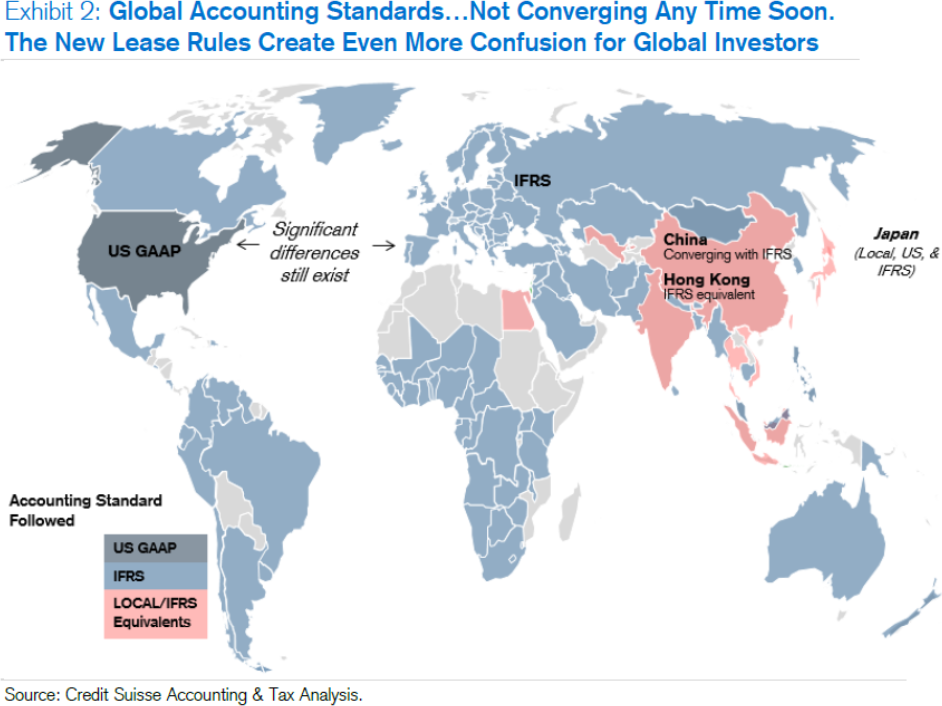 Exhibit 2: Global Accounting Standards…Not Converging Any Time Soon.
The New Lease Rules Create Even More Confusion for Global Investors
IFRS
US GAAP
Significant
differences
still exist
China
Converging with IFRS
Hong Kong
IFRS equivalent
Japan
(Local, US, &
IFRS)
Accounting Standard
Followed
US GAAP
IFRS
LOCAL/IFRS
Equivalents
Source: Credit Suisse Accounting & Tax Analysis.